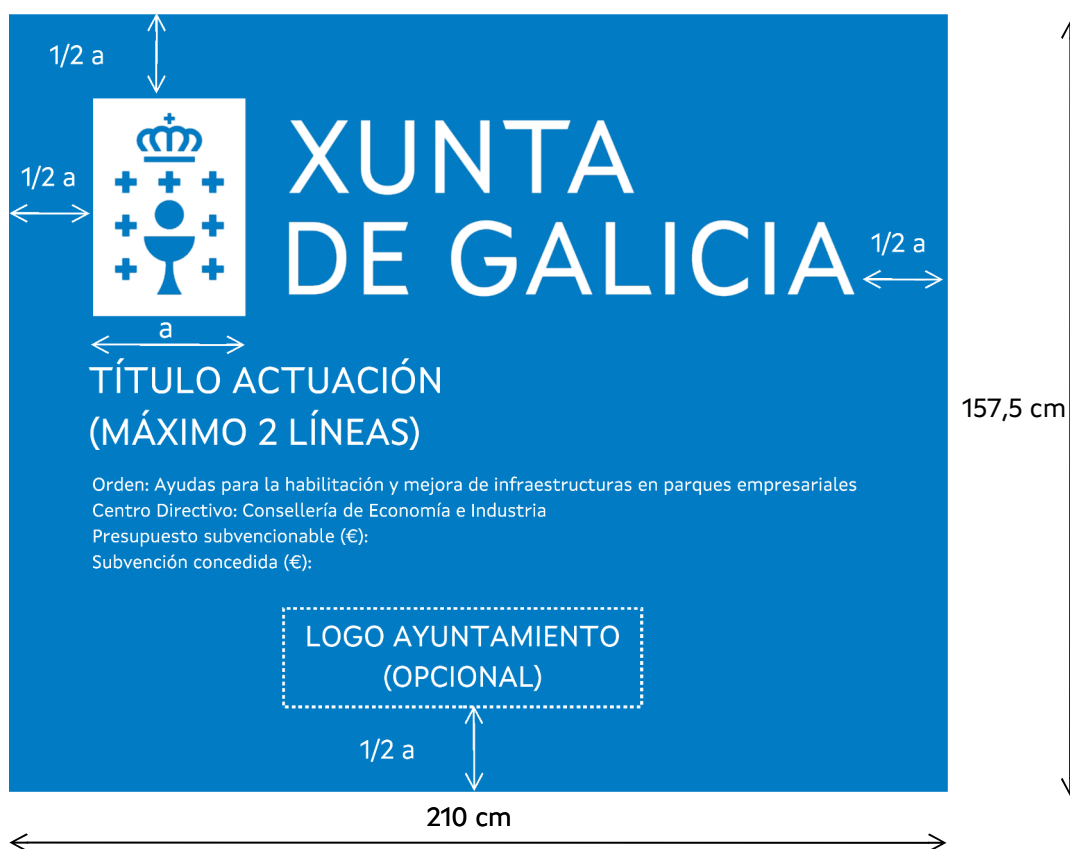 1/2 a
1/2 a
XUNTA
DE GALICIA
1/2 a
a
TÍTULO ACTUACIÓN
(MÁXIMO 2 LÍNEAS)
157,5 cm
Orden: Ayudas para la habilitación y mejora de infraestructuras en parques empresariales
Centro Directivo: Consellería de Economía e Industria
Presupuesto subvencionable (€):
Subvención concedida (€):
LOGO AYUNTAMIENTO
(OPCIONAL)
1/2 a
210 cm